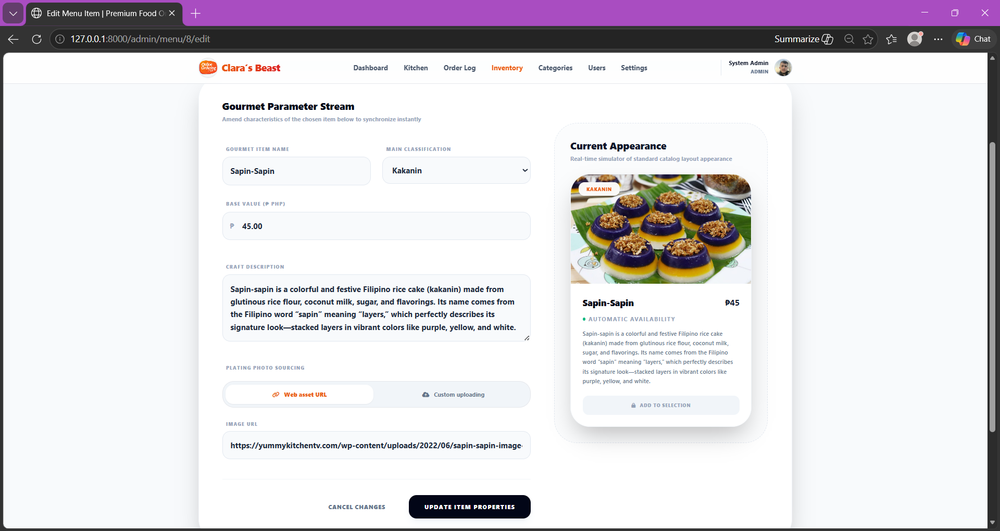 Edit Menu Item | Premium Food O
127.0.0.1:8000/admin/menu/8/edit
Summarize
Chat
Online Ordering
Clara's Beast
Dashboard
Kitchen
Order Log
Inventory
Categories
Users
Settings
System Admin
ADMIN
Gourmet Parameter Stream
Amend characteristics of the chosen item below to synchronize instantly
GOURMET ITEM NAME
Sapin-Sapin
MAIN CLASSIFICATION
Kakanin
BASE VALUE (₱ PHP)
₱ 45.00
CRAFT DESCRIPTION
Sapin-sapin is a colorful and festive Filipino rice cake (kakanin) made from
glutinous rice flour, coconut milk, sugar, and flavorings. Its name comes from
the Filipino word “sapin” meaning “layers,” which perfectly describes its
signature look—stacked layers in vibrant colors like purple, yellow, and white.
PLATING PHOTO SOURCING
Web asset URL
Custom uploading
IMAGE URL
https://yummykitchentv.com/wp-content/uploads/2022/06/sapin-sapin-image-
CANCEL CHANGES
UPDATE ITEM PROPERTIES
Current Appearance
Real-time simulator of standard catalog layout appearance
KAKANIN
Sapin-Sapin
₱45
AUTOMATIC AVAILABILITY
Sapin-sapin is a colorful and festive Filipino rice cake
(kakanin) made from glutinous rice flour, coconut milk,
sugar, and flavorings. Its name comes from the Filipino
word “sapin” meaning “layers,” which perfectly describes
its signature look—stacked layers in vibrant colors like
purple, yellow, and white.
ADD TO SELECTION